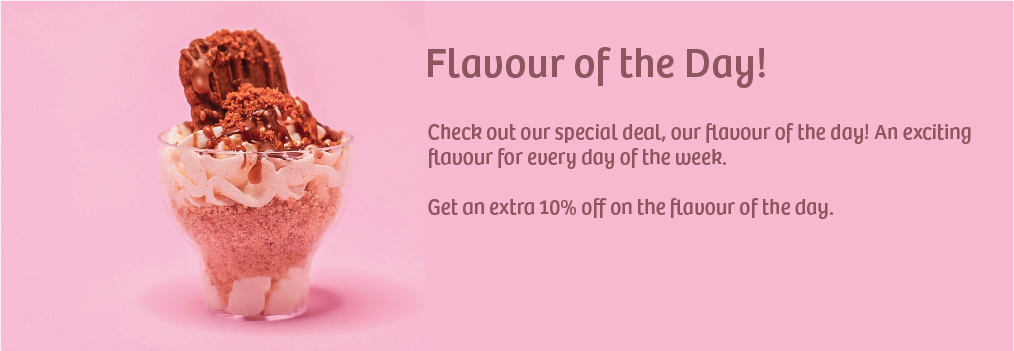 Flavour of the Day!
Check out our special deal, our flavour of the day! An exciting
flavour for every day of the week.
Get an extra 10% off on the flavour of the day.